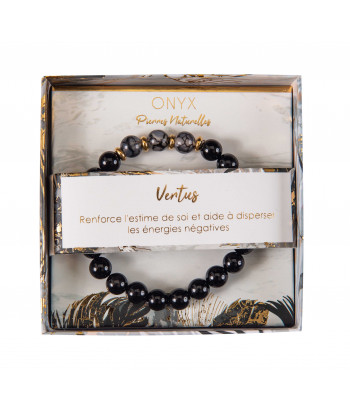 ONYX
Pierres Naturelles
Vertus
Renforce l'estime de soi et aide à disperser
les énergies négatives